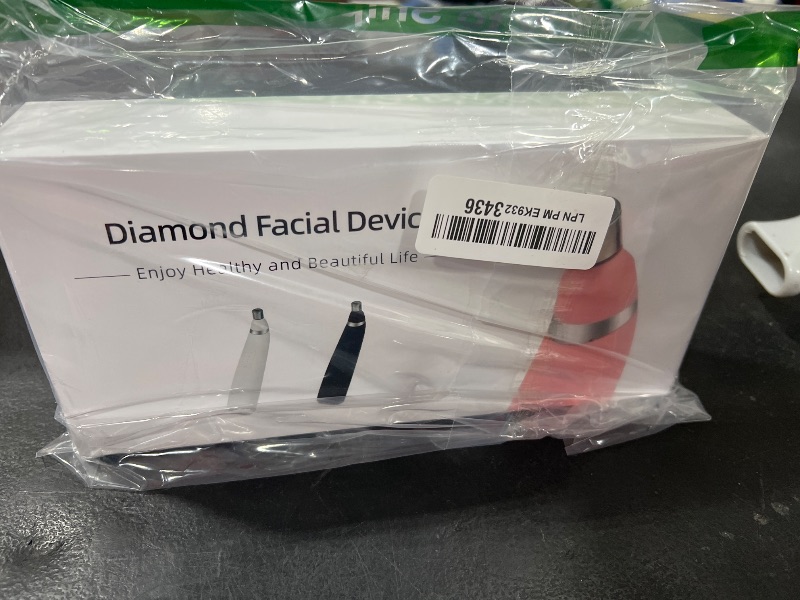 Diamond Facial Devic
Enjoy Healthy and Beautiful Life
LPN PM EK9323436